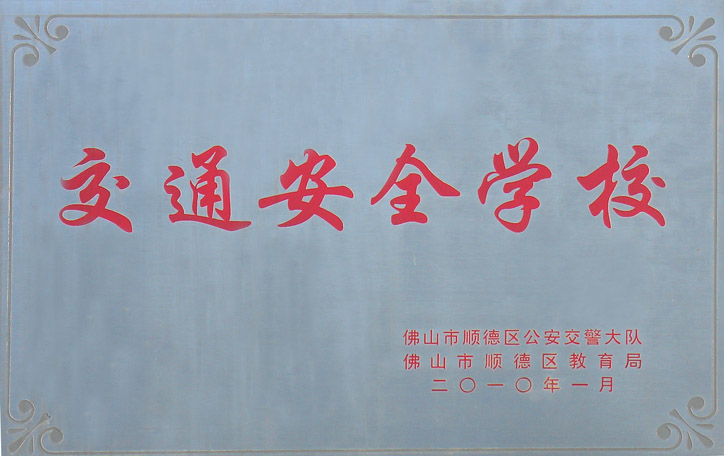 交通安全学校
佛山市顺德区公安交警大队
佛山市顺德区教育局
二〇一〇年一月